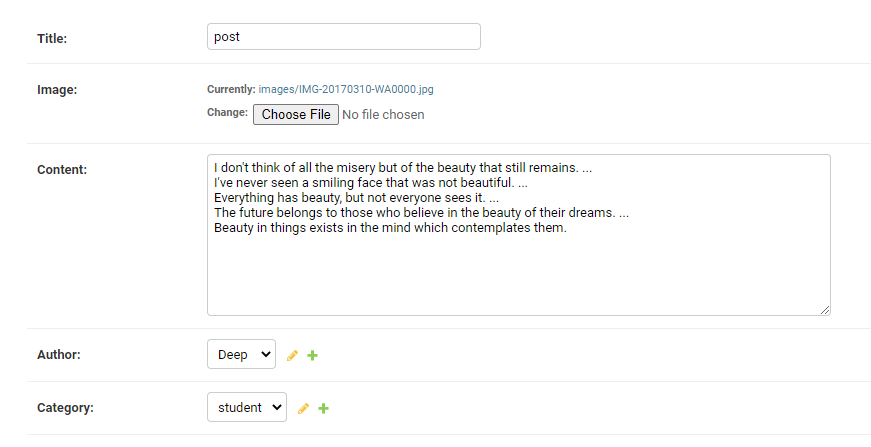 Title: post
Image: Currently: images/IMG-20170310-WA0000.jpg
Change: Choose File No file chosen
Content: I don't think of all the misery but of the beauty that still remains. ...
I've never seen a smiling face that was not beautiful. ...
Everything has beauty, but not everyone sees it. ...
The future belongs to those who believe in the beauty of their dreams. ...
Beauty in things exists in the mind which contemplates them.
Author: Deep
Category: student